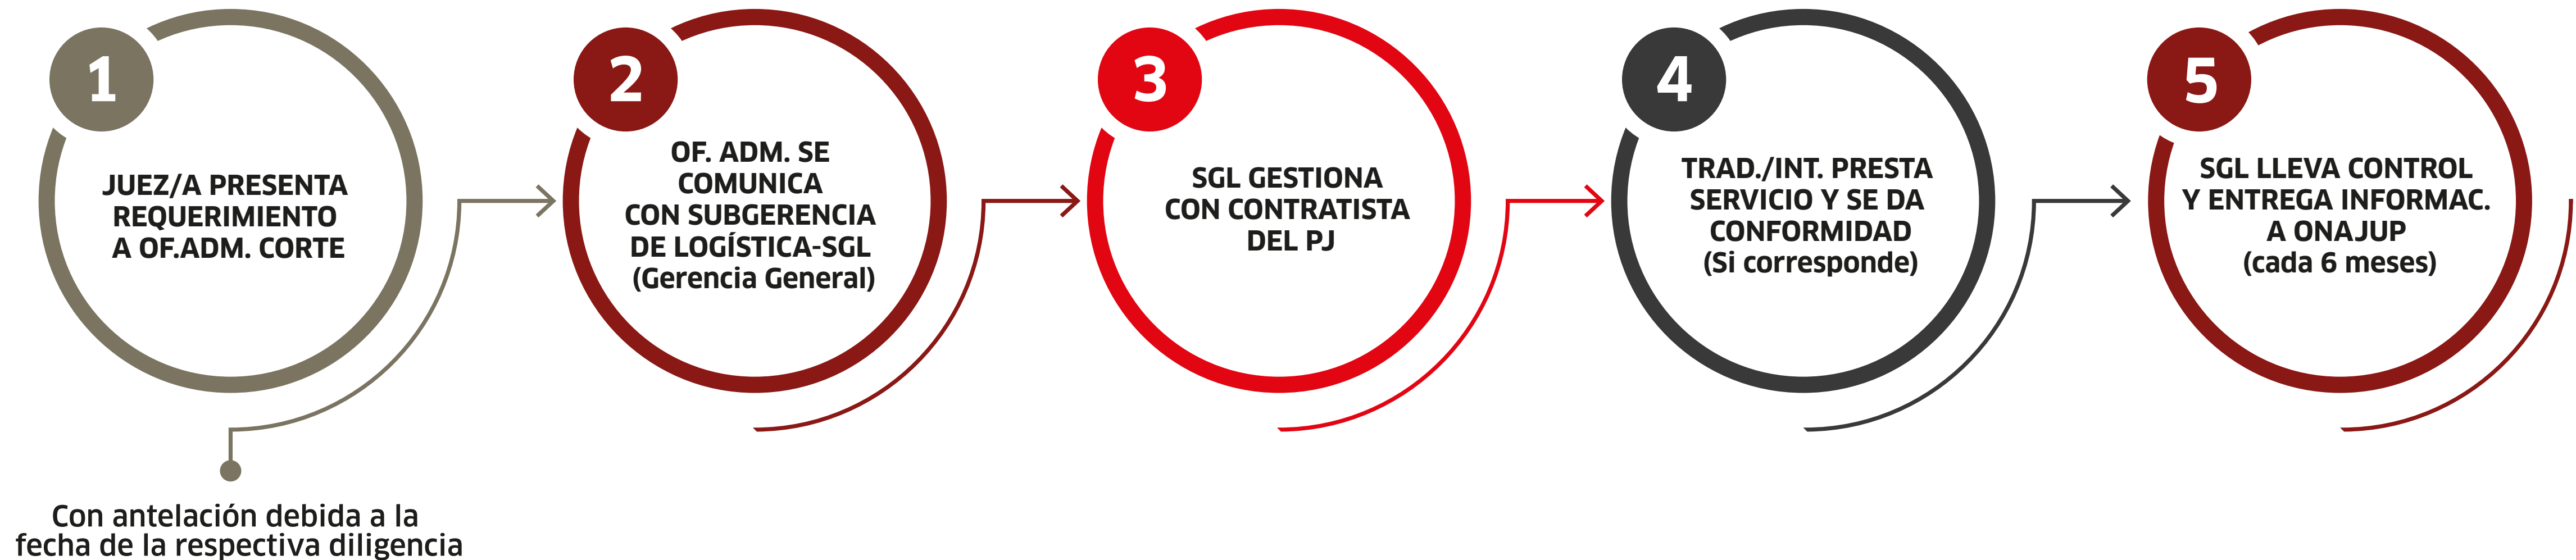 1
JUEZ/A PRESENTA
REQUERIMIENTO
A OF.ADM. CORTE
Con antelación debida a la
fecha de la respectiva diligencia
2
OF. ADM. SE
COMUNICA
CON SUBGERENCIA
DE LOGÍSTICA-SGL
(Gerencia General)
3
SGL GESTIONA
CON CONTRATISTA
DEL PJ
4
TRAD./INT. PRESTA
SERVICIO Y SE DA
CONFORMIDAD
(Si corresponde)
5
SGL LLEVA CONTROL
Y ENTREGA INFORMAC.
A ONAJUP
(cada 6 meses)